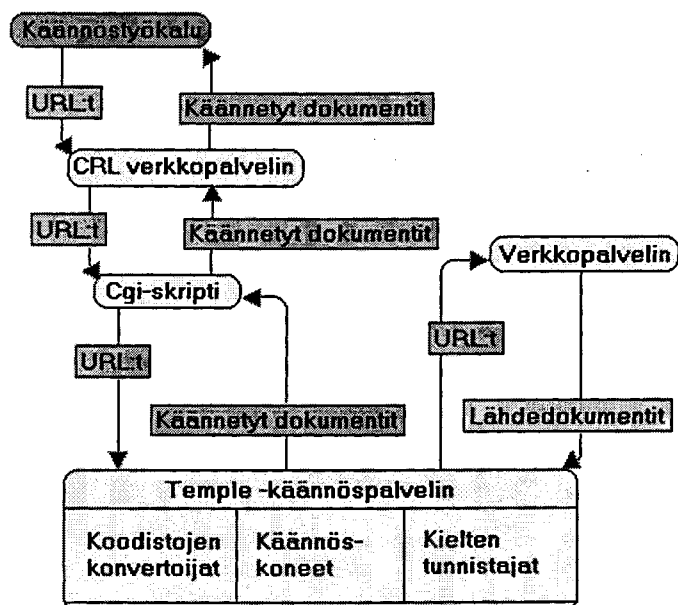 Käännöstyökalu
URL:t
Käännetyt dokumentit
CRL verkkopalvelin
URL:t
Käännetyt dokumentit
Verkkopalvelin
Cgi-skripti
URL:t
URL:t
Käännetyt dokumentit
Lähdedokumentit
Temple -käännöspalvelin
Koodistojen
konvertoijat
Käännös-
koneet
Kielten
tunnistajat